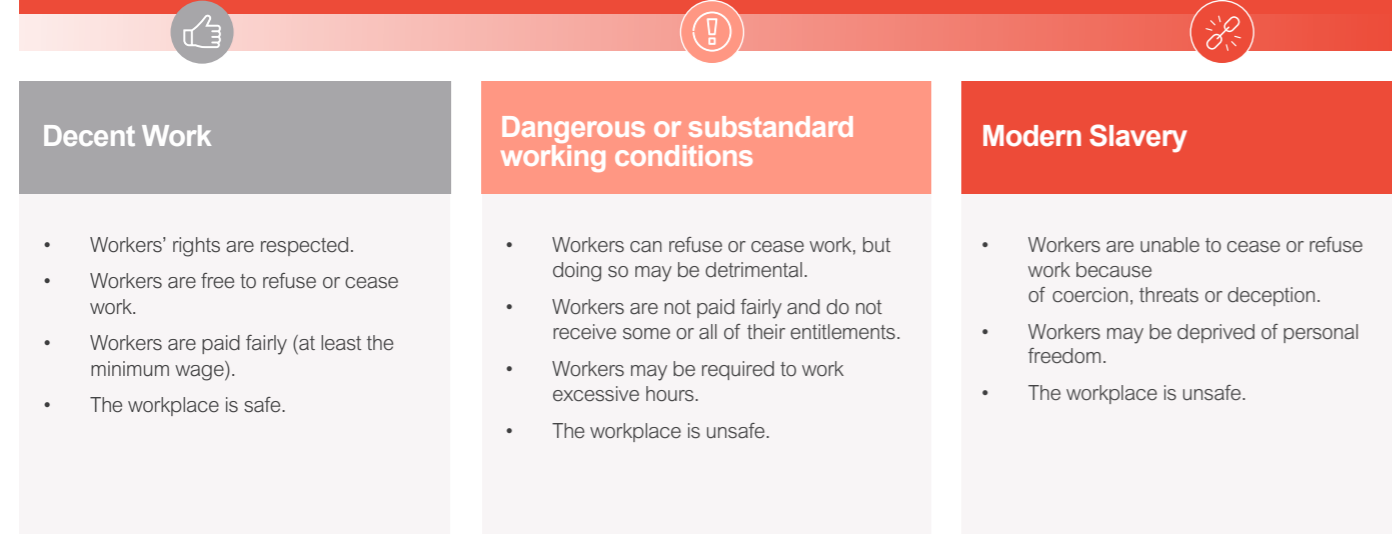 Decent Work
• Workers’ rights are respected.
• Workers are free to refuse or cease
work.
• Workers are paid fairly (at least the
minimum wage).
• The workplace is safe.
Dangerous or substandard
working conditions
• Workers can refuse or cease work, but
doing so may be detrimental.
• Workers are not paid fairly and do not
receive some or all of their entitlements.
• Workers may be required to work
excessive hours.
• The workplace is unsafe.
Modern Slavery
• Workers are unable to cease or refuse
work because
of coercion, threats or deception.
• Workers may be deprived of personal
freedom.
• The workplace is unsafe.